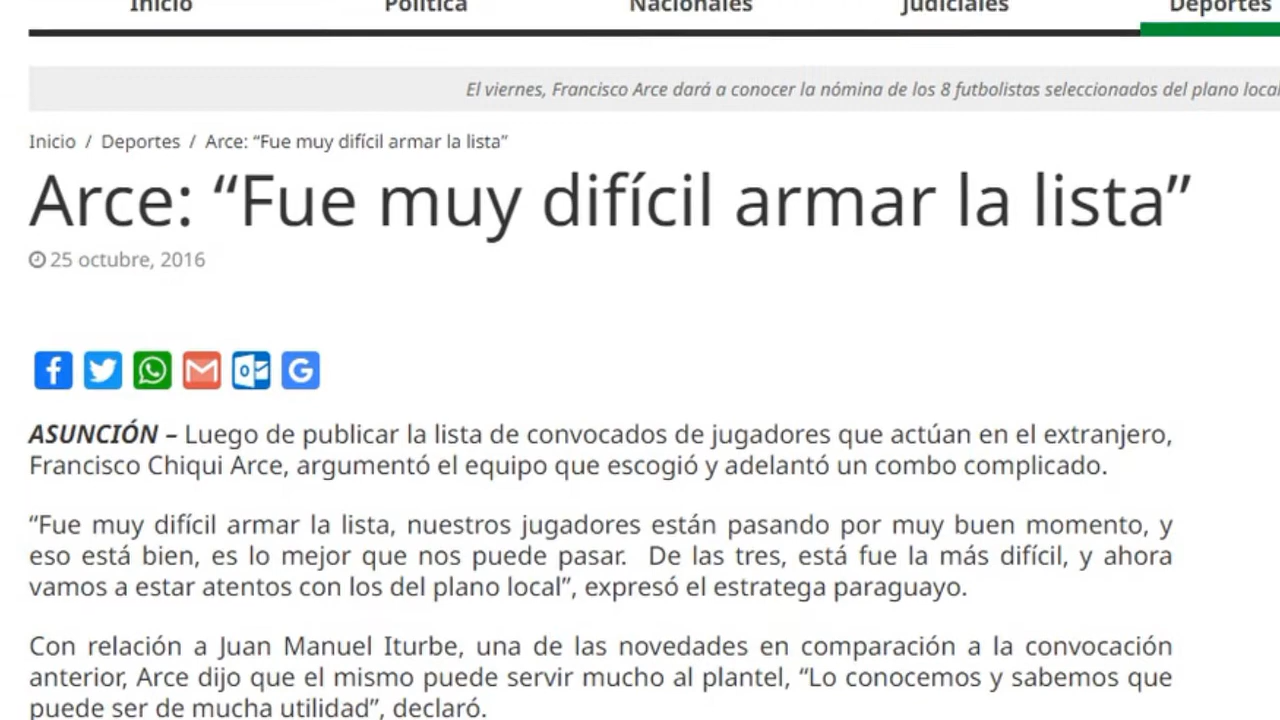 Inicio Política Nacionales Judiciales Deportes
El viernes, Francisco Arce dará a conocer la nómina de los 8 futbolistas seleccionados del plano local
Inicio / Deportes / Arce: “Fue muy difícil armar la lista”
Arce: “Fue muy difícil armar la lista”
25 octubre, 2016
ASUNCIÓN – Luego de publicar la lista de convocados de jugadores que actúan en el extranjero,
Francisco Chiqui Arce, argumentó el equipo que escogió y adelantó un combo complicado.
“Fue muy difícil armar la lista, nuestros jugadores están pasando por muy buen momento, y
eso está bien, es lo mejor que nos puede pasar. De las tres, está fue la más difícil, y ahora
vamos a estar atentos con los del plano local”, expresó el estratega paraguayo.
Con relación a Juan Manuel Iturbe, una de las novedades en comparación a la convocación
anterior, Arce dijo que el mismo puede servir mucho al plantel, “Lo conocemos y sabemos que
puede ser de mucha utilidad”, declaró.